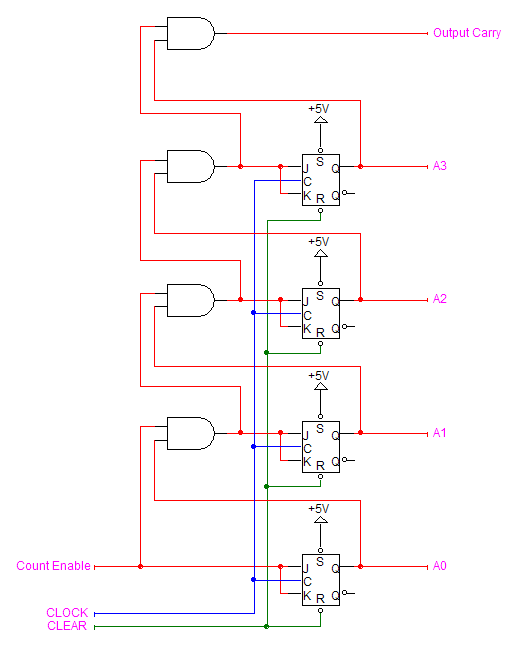 Output Carry
+5V
S
J Q A3
C
K Q
R
+5V
S
J Q A2
C
K Q
R
+5V
S
J Q A1
C
K Q
R
+5V
S
Count Enable J Q A0
C
K Q
R
CLOCK
CLEAR